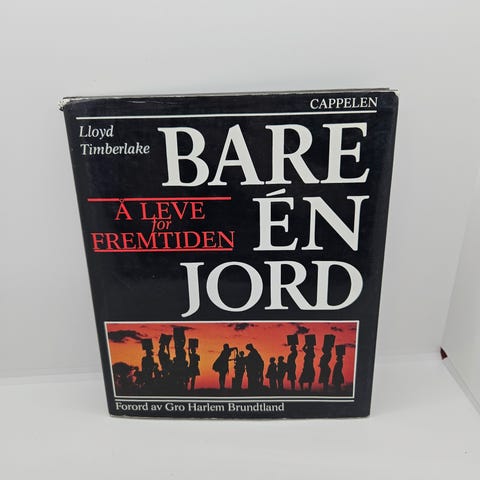 CAPPELEN
Lloyd
Timberlake
BARE
ÉN
JORD
Å LEVE
for
FREMTIDEN
Forord av Gro Harlem Brundtland